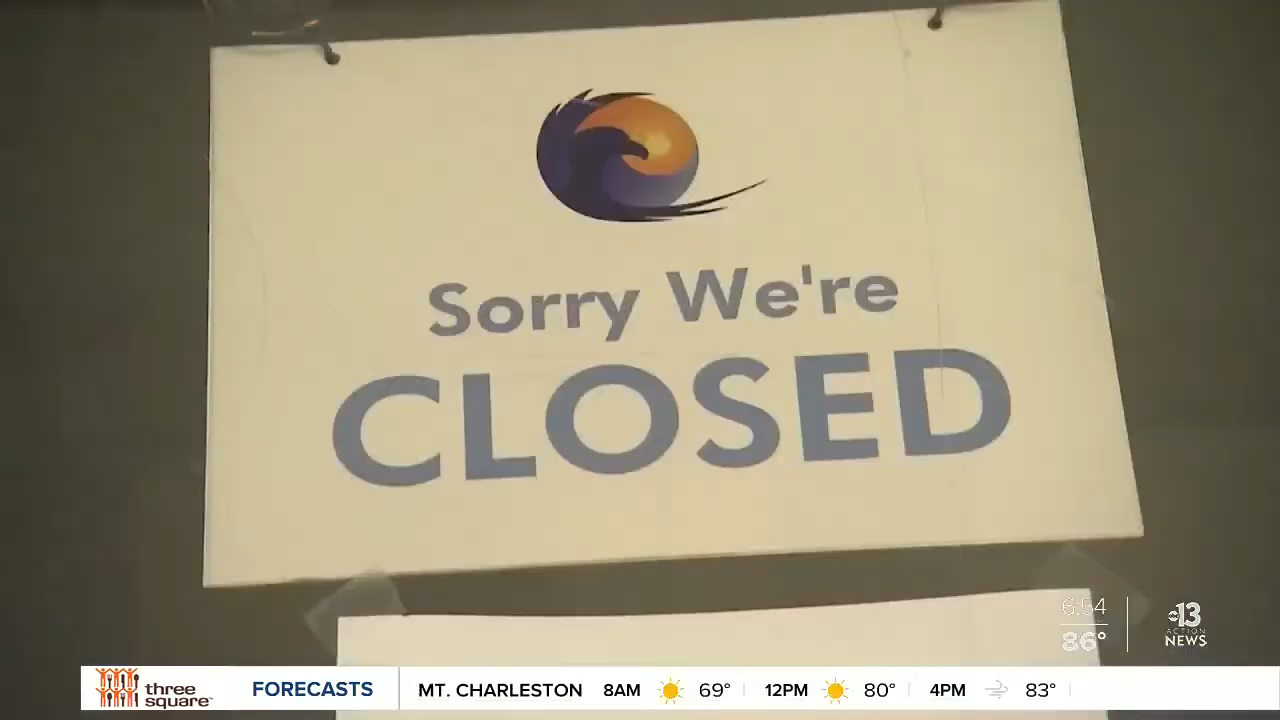 Sorry We're
CLOSED
6:54
86°
13
ACTION
NEWS
three
square
FORECASTS
MT. CHARLESTON 8AM 69° 12PM 80° 4PM 83°